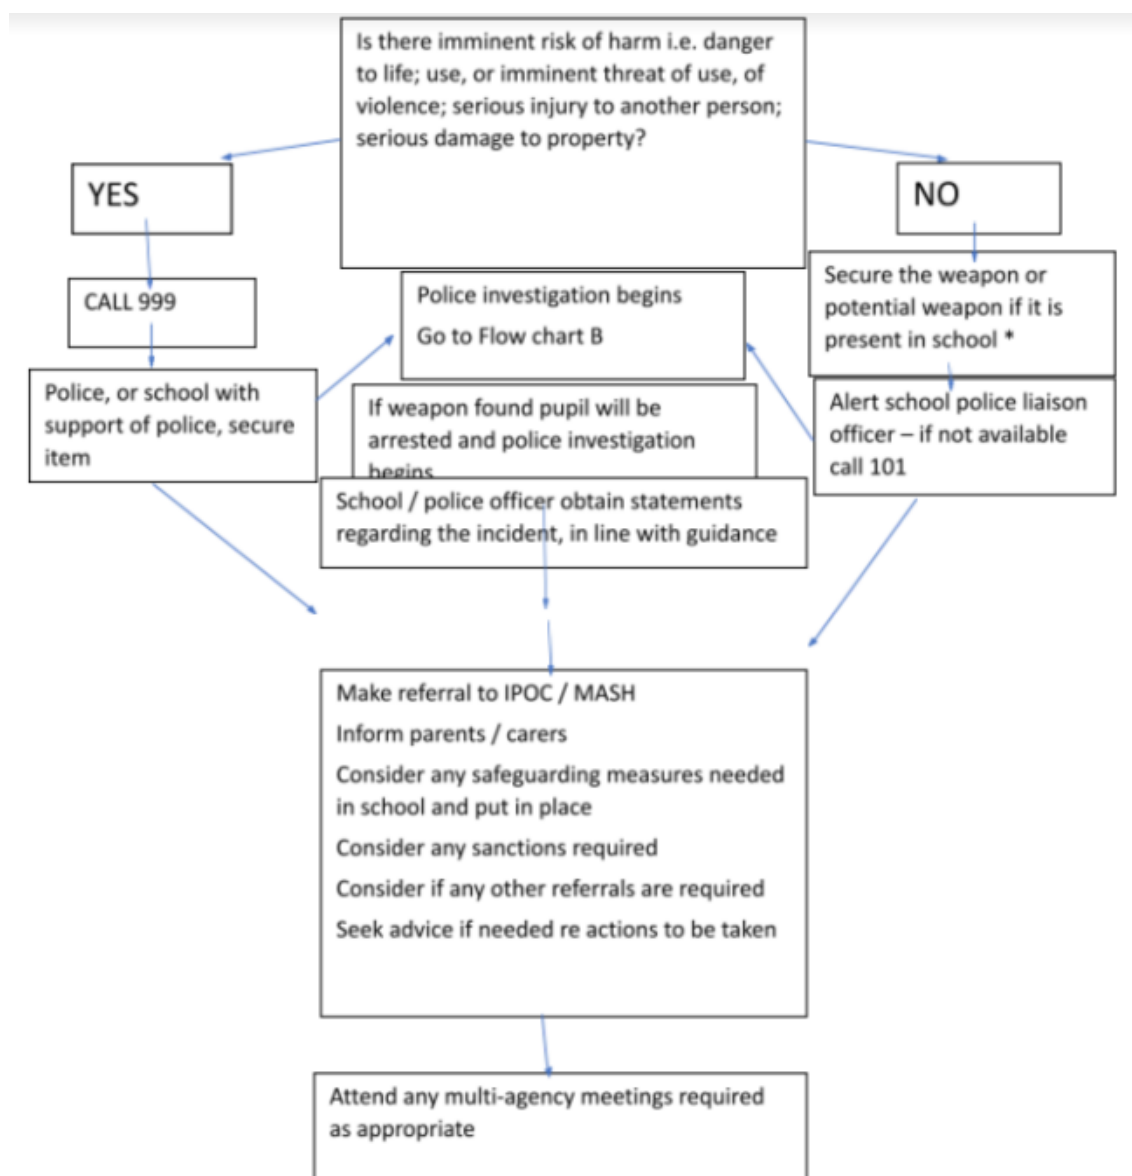 Is there imminent risk of harm i.e. danger
to life; use, or imminent threat of use, of
violence; serious injury to another person;
serious damage to property?
YES
NO
CALL 999
Police investigation begins
Go to Flow chart B
Secure the weapon or
potential weapon if it is
present in school *
Police, or school with
support of police, secure
item
If weapon found pupil will be
arrested and police investigation
begins
Alert school police liaison
officer – if not available
call 101
School / police officer obtain statements
regarding the incident, in line with guidance
Make referral to IPOC / MASH
Inform parents / carers
Consider any safeguarding measures needed
in school and put in place
Consider any sanctions required
Consider if any other referrals are required
Seek advice if needed re actions to be taken
Attend any multi-agency meetings required
as appropriate